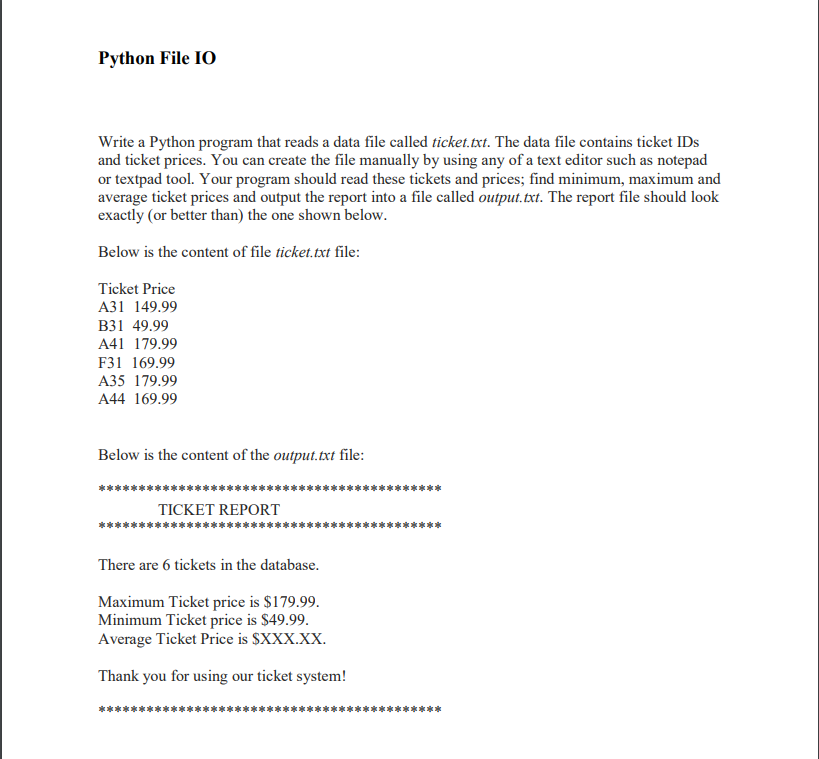 Python File IO
Write a Python program that reads a data file called ticket.txt. The data file contains ticket IDs
and ticket prices. You can create the file manually by using any of a text editor such as notepad
or textpad tool. Your program should read these tickets and prices; find minimum, maximum and
average ticket prices and output the report into a file called output.txt. The report file should look
exactly (or better than) the one shown below.
Below is the content of file ticket.txt file:
Ticket Price
A31 149.99
B31 49.99
A41 179.99
F31 169.99
A35 179.99
A44 169.99
Below is the content of the output.txt file:
*******************************************
TICKET REPORT
*******************************************
There are 6 tickets in the database.
Maximum Ticket price is $179.99.
Minimum Ticket price is $49.99.
Average Ticket Price is $XXX.XX.
Thank you for using our ticket system!
*******************************************